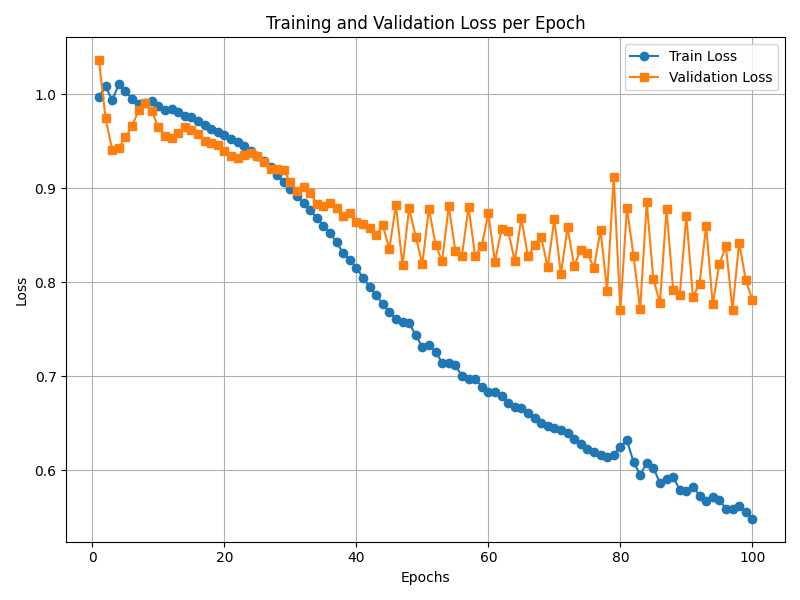 Training and Validation Loss per Epoch
Train Loss
Validation Loss
1.0
0.9
0.8
0.7
0.6
Loss
0
20
40
60
80
100
Epochs